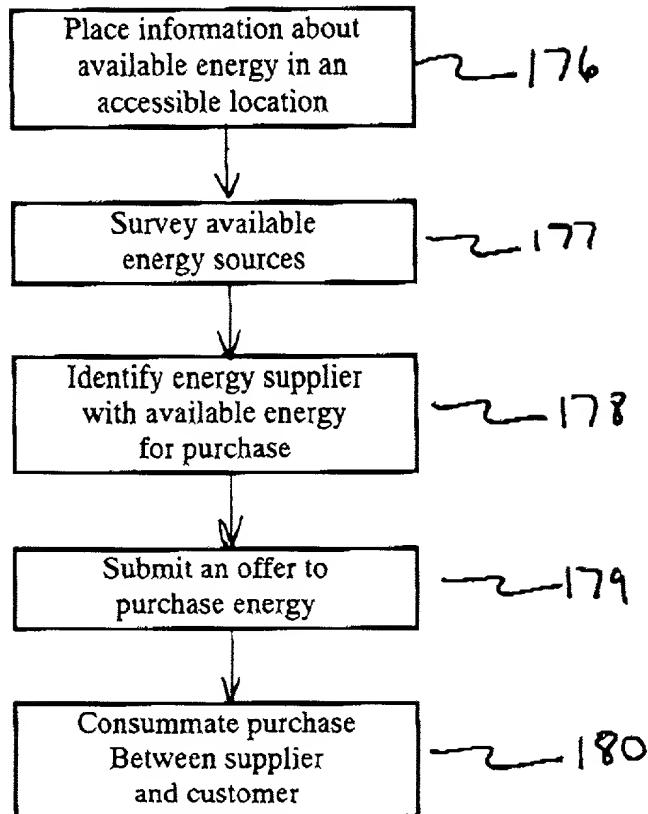 Place information about
available energy in an
accessible location
176
Survey available
energy sources
177
Identify energy supplier
with available energy
for purchase
178
Submit an offer to
purchase energy
179
Consummate purchase
Between supplier
and customer
180